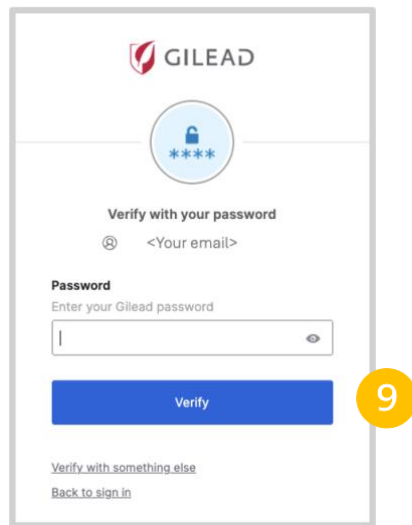 GILEAD
****
Verify with your password
<Your email>
Password
Enter your Gilead password
Verify
9
Verify with something else
Back to sign in